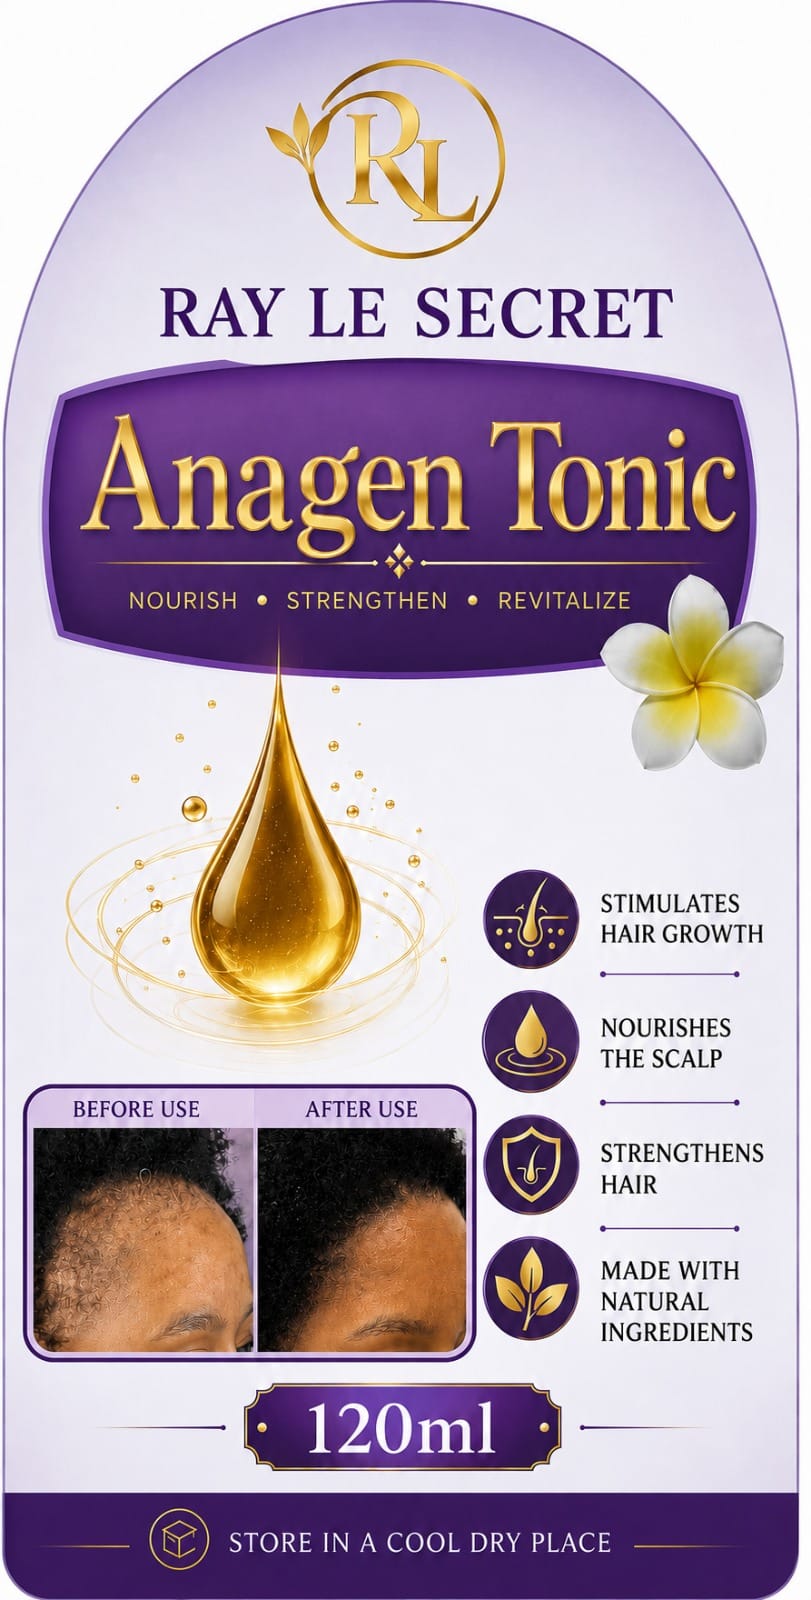 RL
RAY LE SECRET
Anagen Tonic
NOURISH • STRENGTHEN • REVITALIZE
STIMULATES
HAIR GROWTH
NOURISHES
THE SCALP
STRENGTHENS
HAIR
MADE WITH
NATURAL
INGREDIENTS
BEFORE USE
AFTER USE
120ml
STORE IN A COOL DRY PLACE